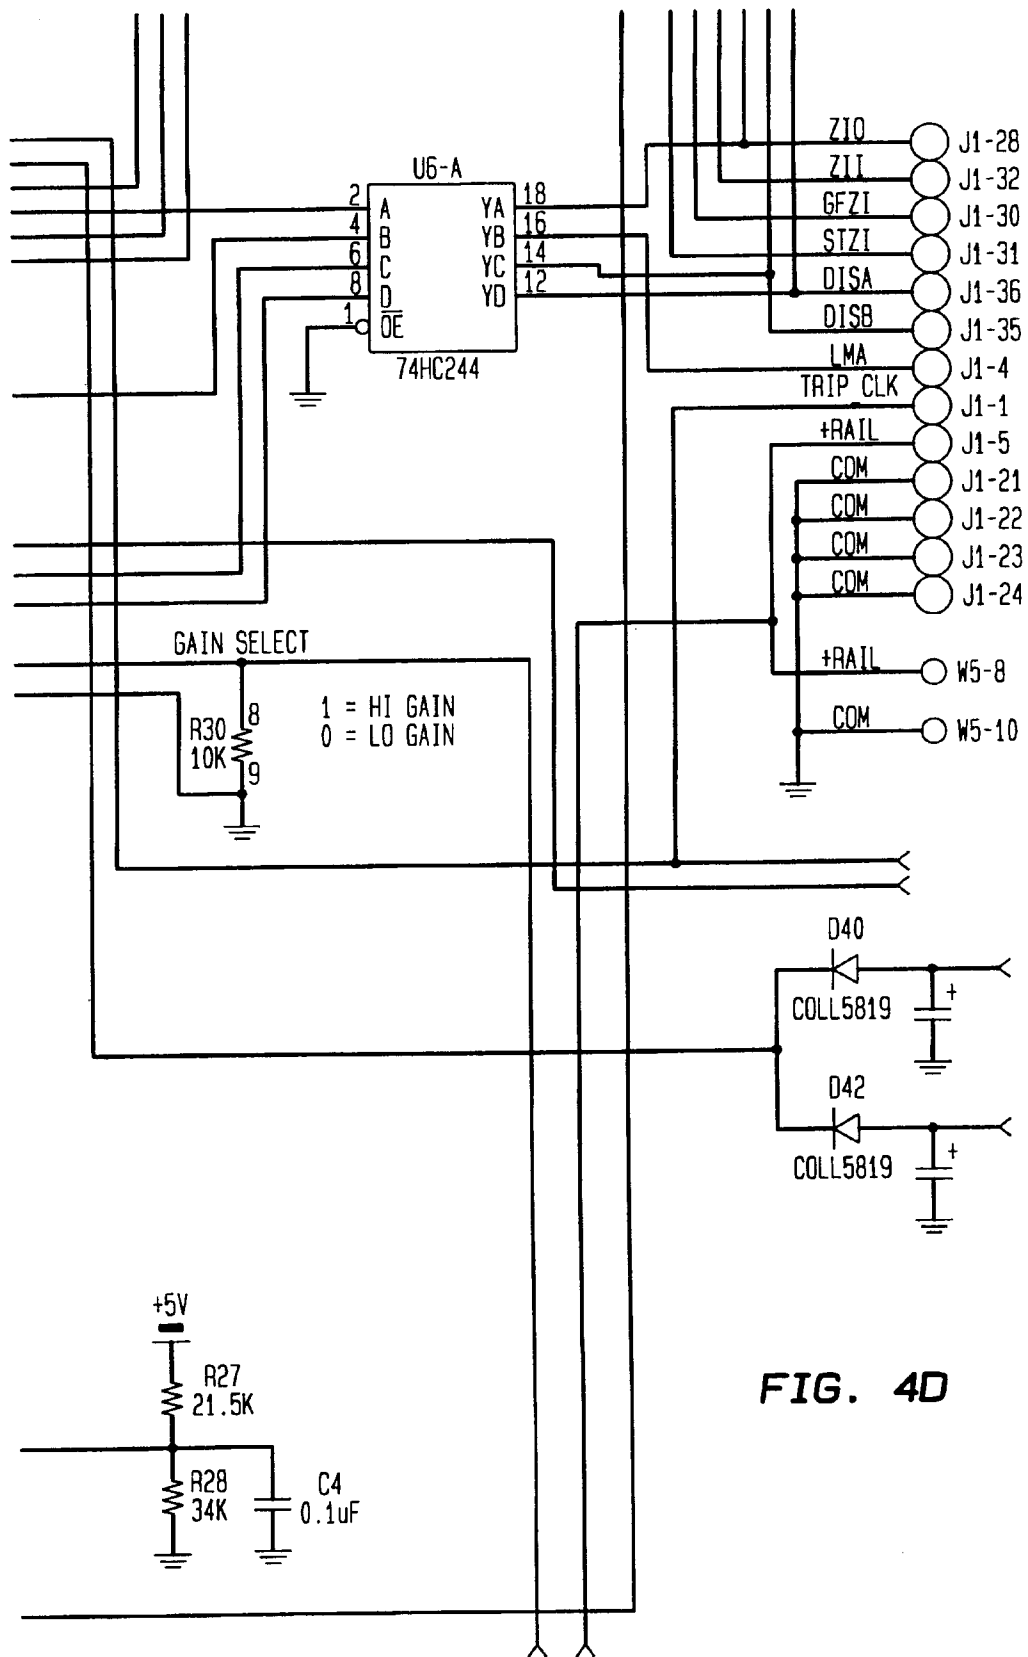 ZIO J1-28
ZII J1-32
GFZI J1-30
STZI J1-31
DISA J1-36
DISB J1-35
LMA J1-4
TRIP CLK J1-1
+RAIL J1-5
COM J1-21
COM J1-22
COM J1-23
COM J1-24
+RAIL W5-8
COM W5-10
U6-A
2 A YA 18
4 B YB 16
6 C YC 14
8 D YD 12
1 OE
74HC244
GAIN SELECT
1 = HI GAIN
0 = LO GAIN
R30
10K
8
9
D40
COLL5819
+
D42
COLL5819
+
+5V
R27
21.5K
R28
34K
C4
0.1uF
FIG. 4D